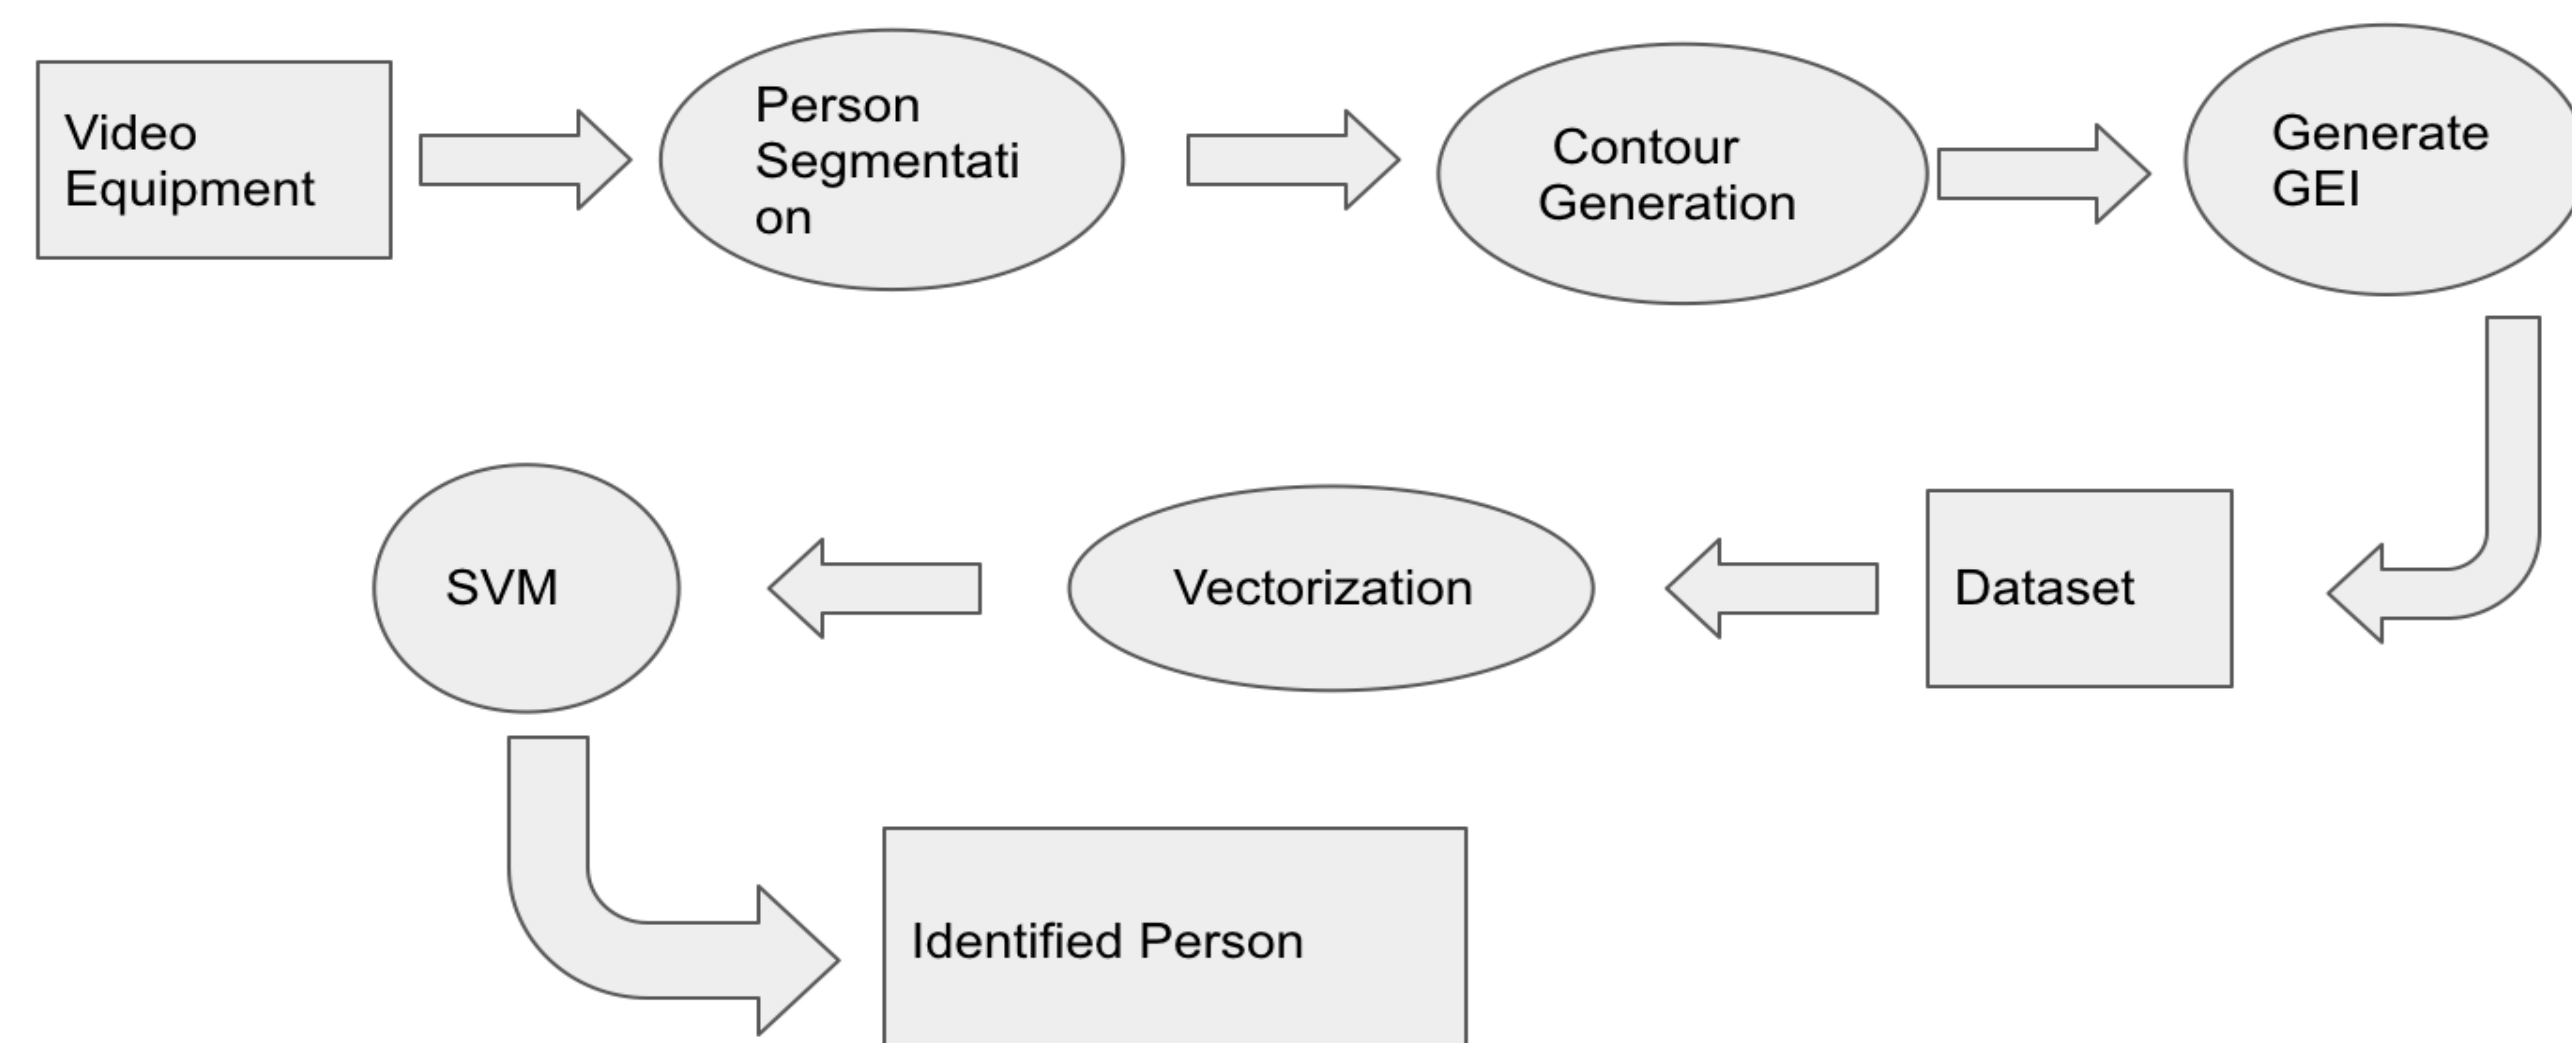 Video
Equipment
Person
Segmentati
on
Contour
Generation
Generate
GEI
SVM
Vectorization
Dataset
Identified Person